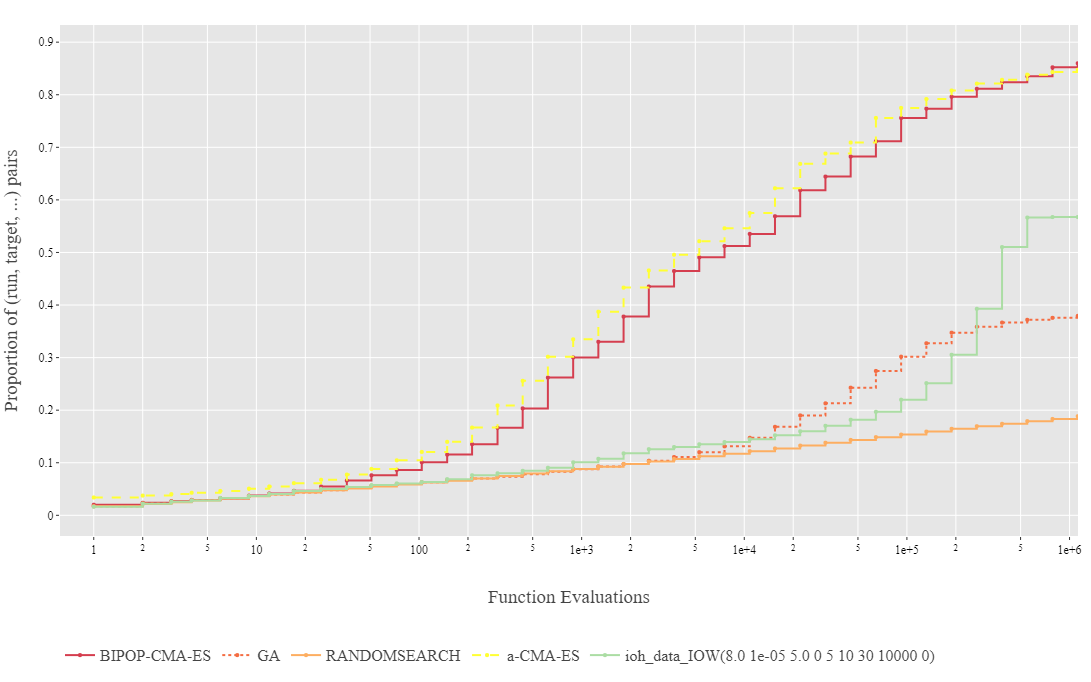 0.9
0.8
0.7
0.6
0.5
0.4
0.3
0.2
0.1
0
Proportion of (run, target, ...) pairs
1 2 5 10 2 5 100 2 5 1e+3 2 5 1e+4 2 5 1e+5 2 5 1e+6
Function Evaluations
BIPOP-CMA-ES GA RANDOMSEARCH a-CMA-ES ioh_data_IOW(8.0 1e-05 5.0 0 5 10 30 10000 0)